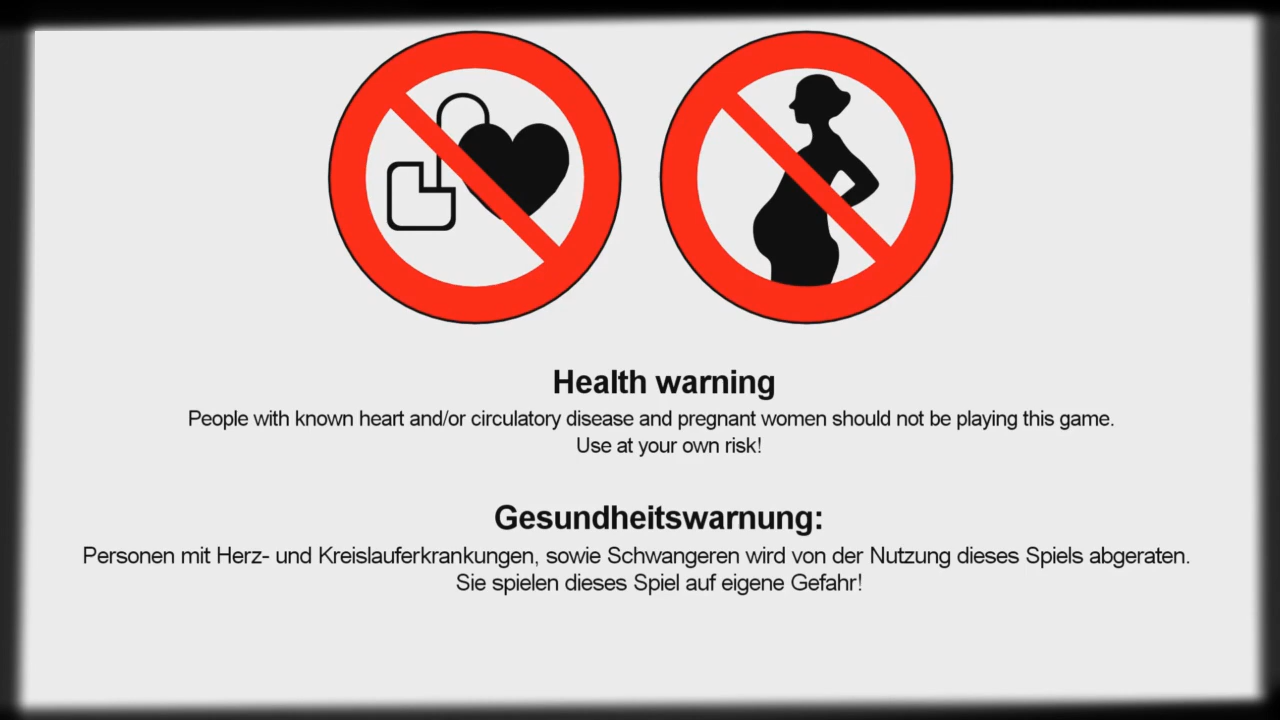 Health warning
People with known heart and/or circulatory disease and pregnant women should not be playing this game.
Use at your own risk!
Gesundheitswarnung:
Personen mit Herz- und Kreislauferkrankungen, sowie Schwangeren wird von der Nutzung dieses Spiels abgeraten.
Sie spielen dieses Spiel auf eigene Gefahr!